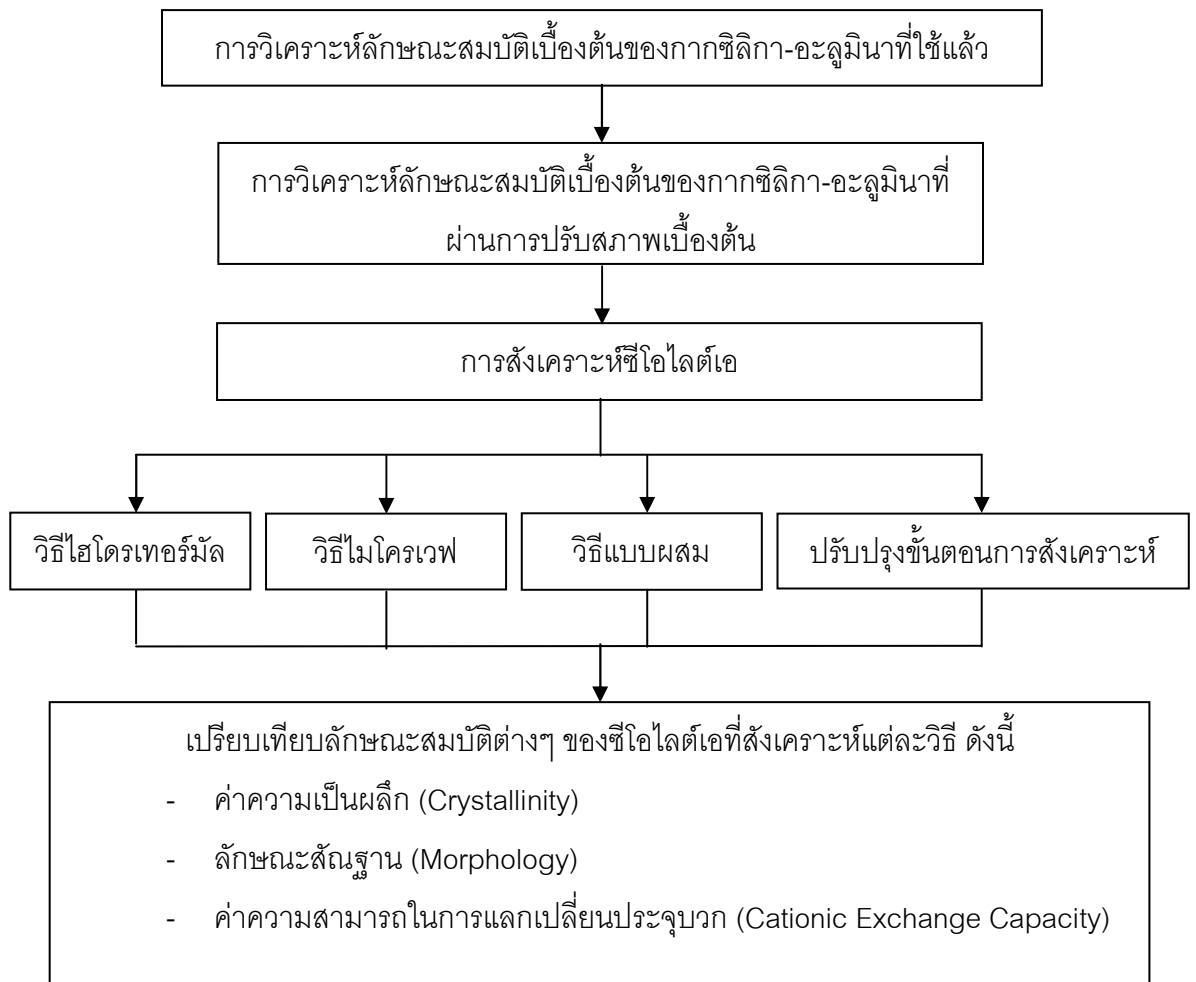 การวิเคราะห์ลักษณะสมบัติเบื้องต้นของกากซิลิกา-อะลูมินาที่ใช้แล้ว
การวิเคราะห์ลักษณะสมบัติเบื้องต้นของกากซิลิกา-อะลูมินาที่
ผ่านการปรับสภาพเบื้องต้น
การสังเคราะห์ซีโอไลต์เอ
วิธีไฮโดรเทอร์มัล
วิธีไมโครเวฟ
วิธีแบบผสม
ปรับปรุงขั้นตอนการสังเคราะห์
เปรียบเทียบลักษณะสมบัติต่างๆ ของซีโอไลต์เอที่สังเคราะห์แต่ละวิธี ดังนี้
- ค่าความเป็นผลึก (Crystallinity)
- ลักษณะสัณฐาน (Morphology)
- ค่าความสามารถในการแลกเปลี่ยนประจุบวก (Cationic Exchange Capacity)